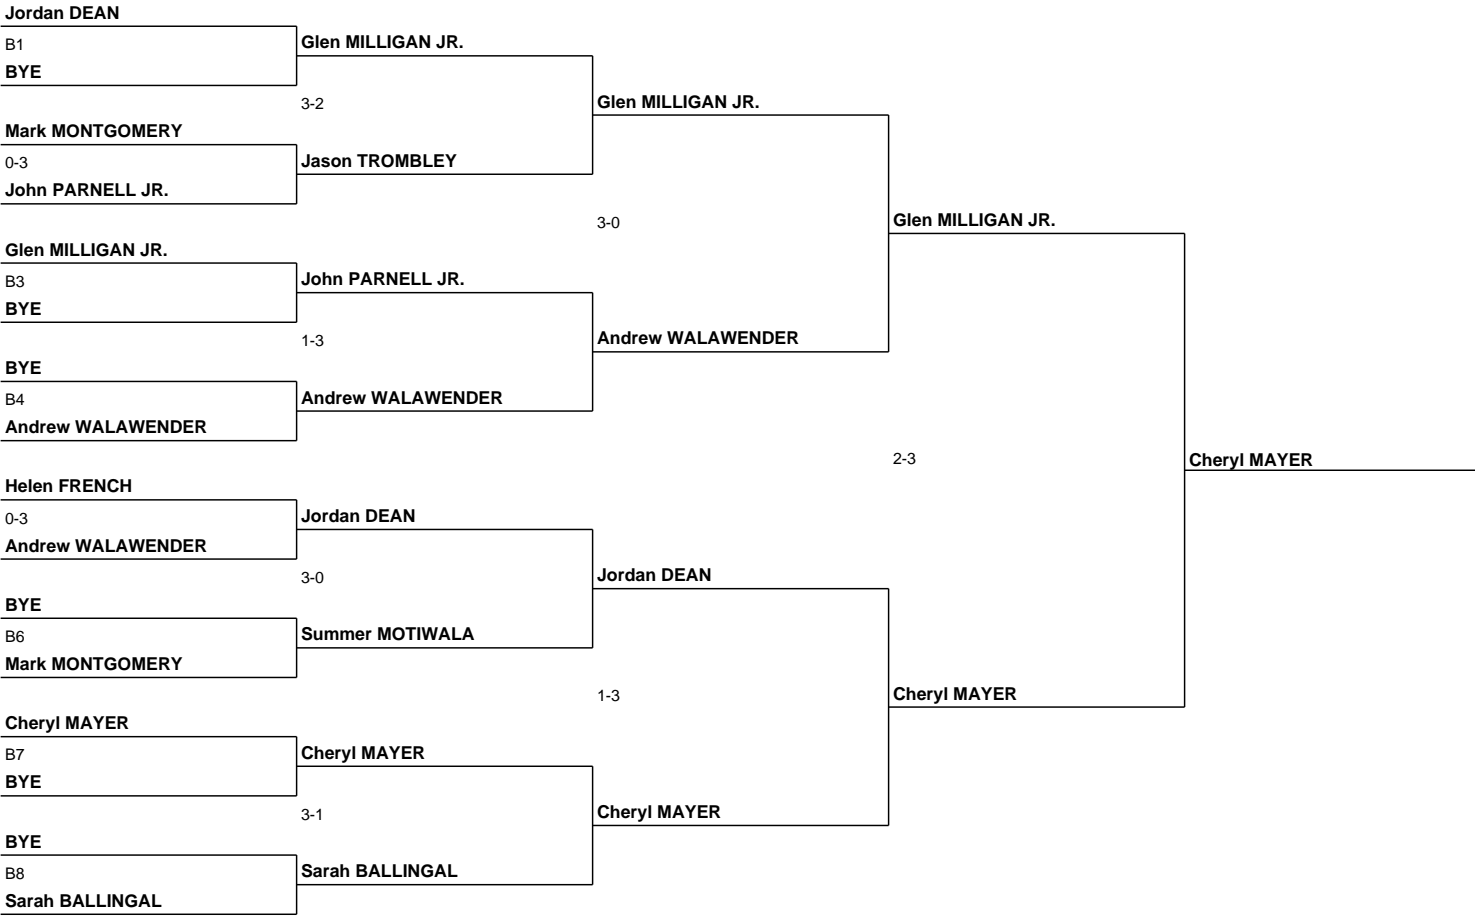 Jordan DEAN
B1
BYE
Mark MONTGOMERY
0-3
John PARNELL JR.
Glen MILLIGAN JR.
B3
BYE
BYE
B4
Andrew WALAWENDER
Helen FRENCH
0-3
Andrew WALAWENDER
BYE
B6
Mark MONTGOMERY
Cheryl MAYER
B7
BYE
BYE
B8
Sarah BALLINGAL
Glen MILLIGAN JR.
3-2
Jason TROMBLEY
John PARNELL JR.
1-3
Andrew WALAWENDER
Jordan DEAN
3-0
Summer MOTIWALA
Cheryl MAYER
3-1
Sarah BALLINGAL
Glen MILLIGAN JR.
3-0
Andrew WALAWENDER
Jordan DEAN
1-3
Cheryl MAYER
Glen MILLIGAN JR.
2-3
Cheryl MAYER
Cheryl MAYER